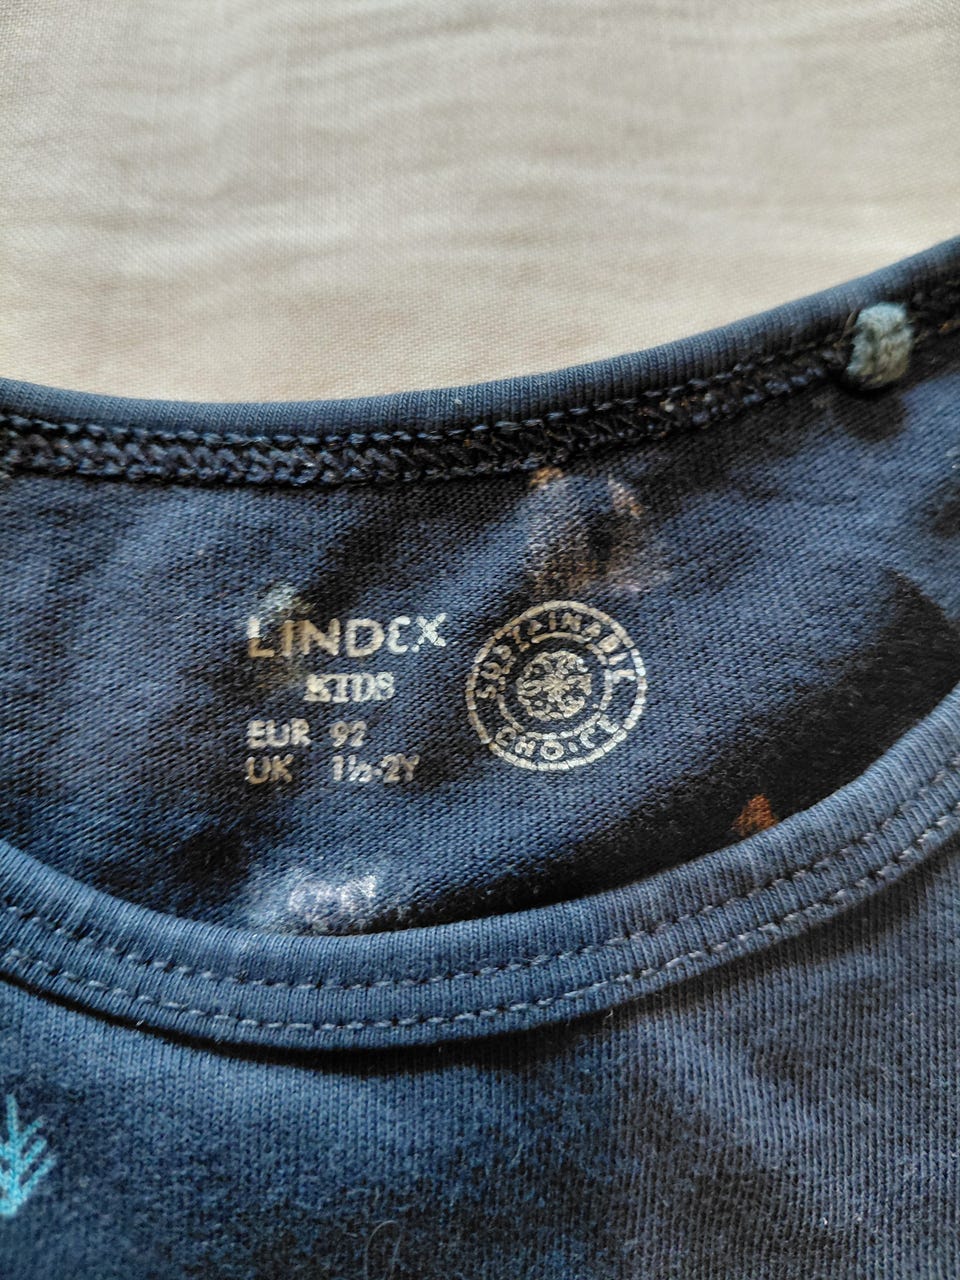 LINDEX
KIDS
EUR 92
UK 1½-2Y
SUSTAINABLE
CHOICE